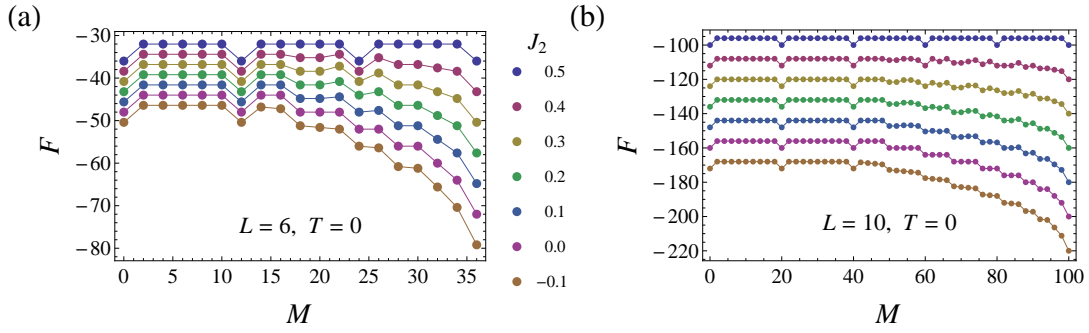 (a)
F
−30
−40
−50
−60
−70
−80
0 5 10 15 20 25 30 35
M
L = 6, T = 0
J2
0.5
0.4
0.3
0.2
0.1
0.0
−0.1
(b)
F
−100
−120
−140
−160
−180
−200
−220
0 20 40 60 80 100
M
L = 10, T = 0